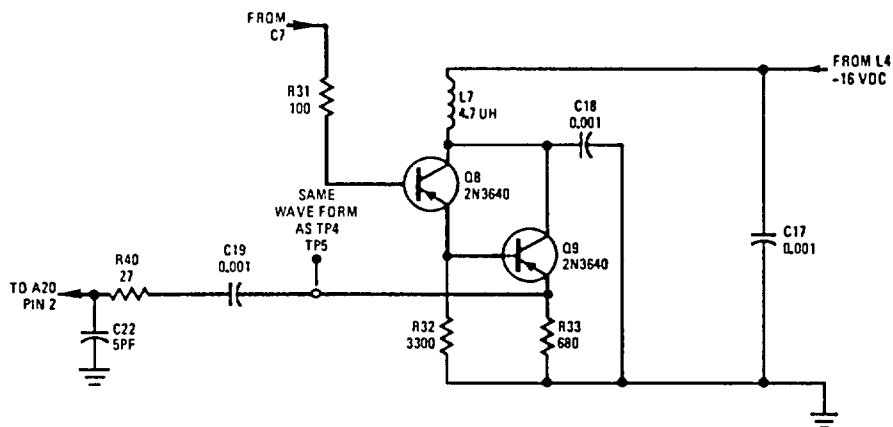 FROM
C7
FROM L4
-16 VDC
R31
100
L7
4.7 UH
C18
0.001
Q8
2N3640
SAME
WAVE FORM
AS TP4
TP5
Q9
2N3640
C17
0.001
R40
27
C19
0.001
TO A20
PIN 2
C22
5PF
R32
3300
R33
680